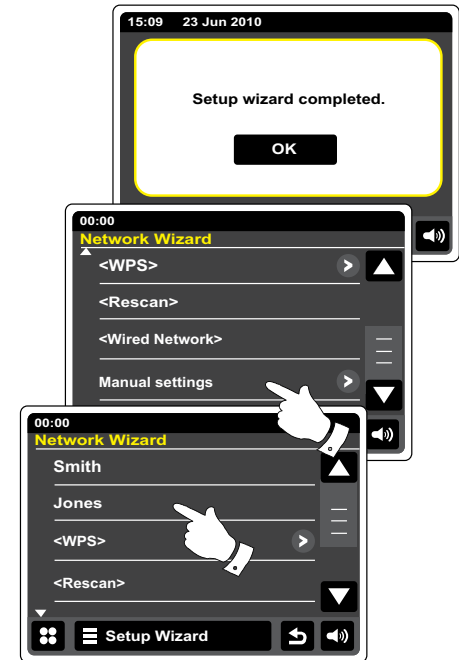 15:09 23 Jun 2010
Setup wizard completed.
OK
00:00
Network Wizard
<WPS>
<Rescan>
<Wired Network>
Manual settings
00:00
Network Wizard
Smith
Jones
<WPS>
<Rescan>
Setup Wizard